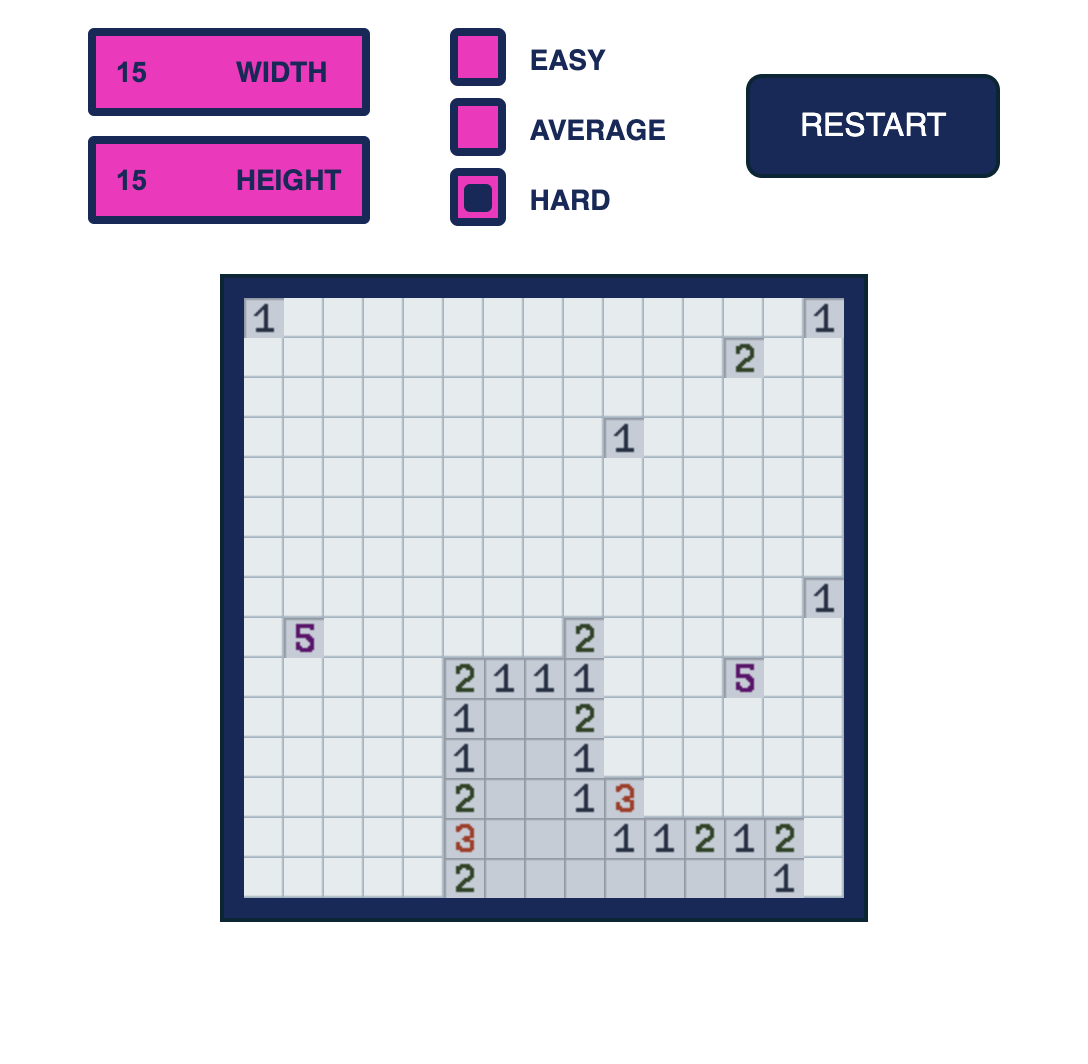 15 WIDTH
15 HEIGHT
EASY
AVERAGE
HARD
RESTART
1 1
2
1
1
5 2
2 1 1 1 5
1 2
1 1
2 1 3
3 1 1 2 1 2
2 1